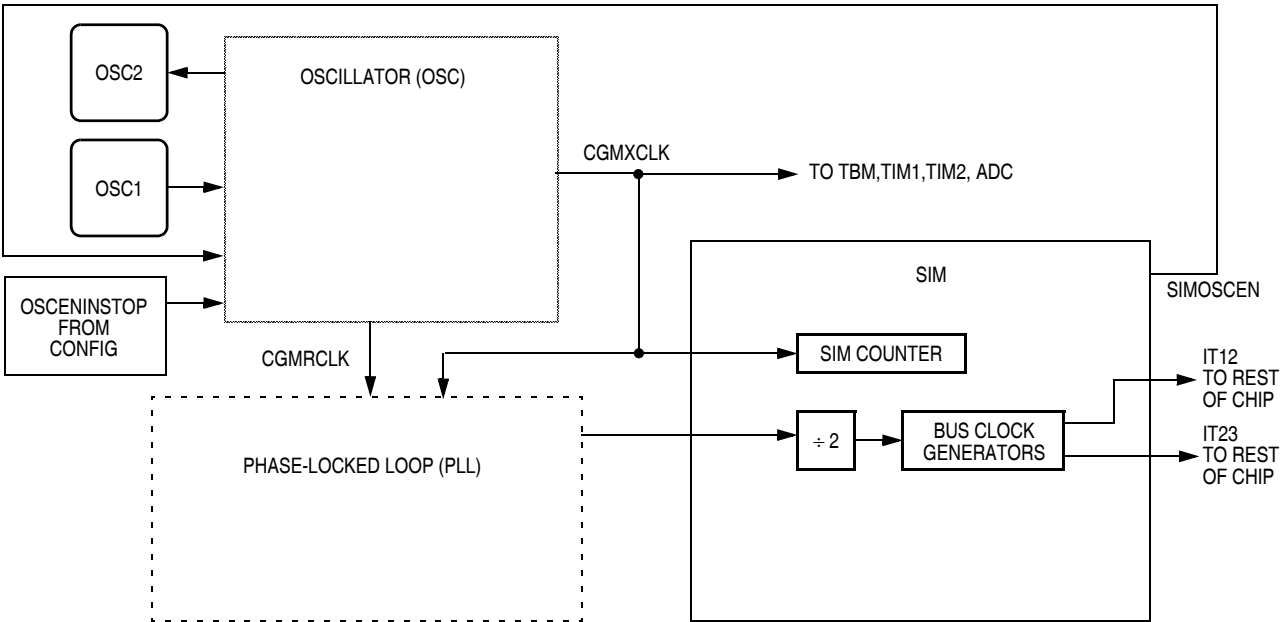 OSC2
OSCILLATOR (OSC)
CGMXCLK
TO TBM,TIM1,TIM2, ADC
OSC1
SIM
SIMOSCEN
OSCENINSTOP
FROM
CONFIG
CGMRCLK
SIM COUNTER
IT12
TO REST
OF CHIP
PHASE-LOCKED LOOP (PLL)
÷ 2
BUS CLOCK
GENERATORS
IT23
TO REST
OF CHIP